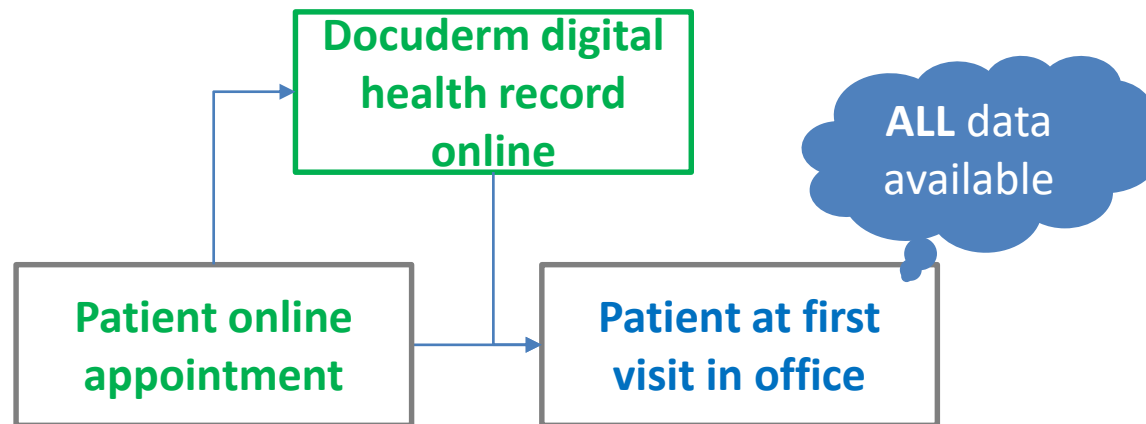 Docuderm digital
health record
online
ALL data
available
Patient online
appointment
Patient at first
visit in office